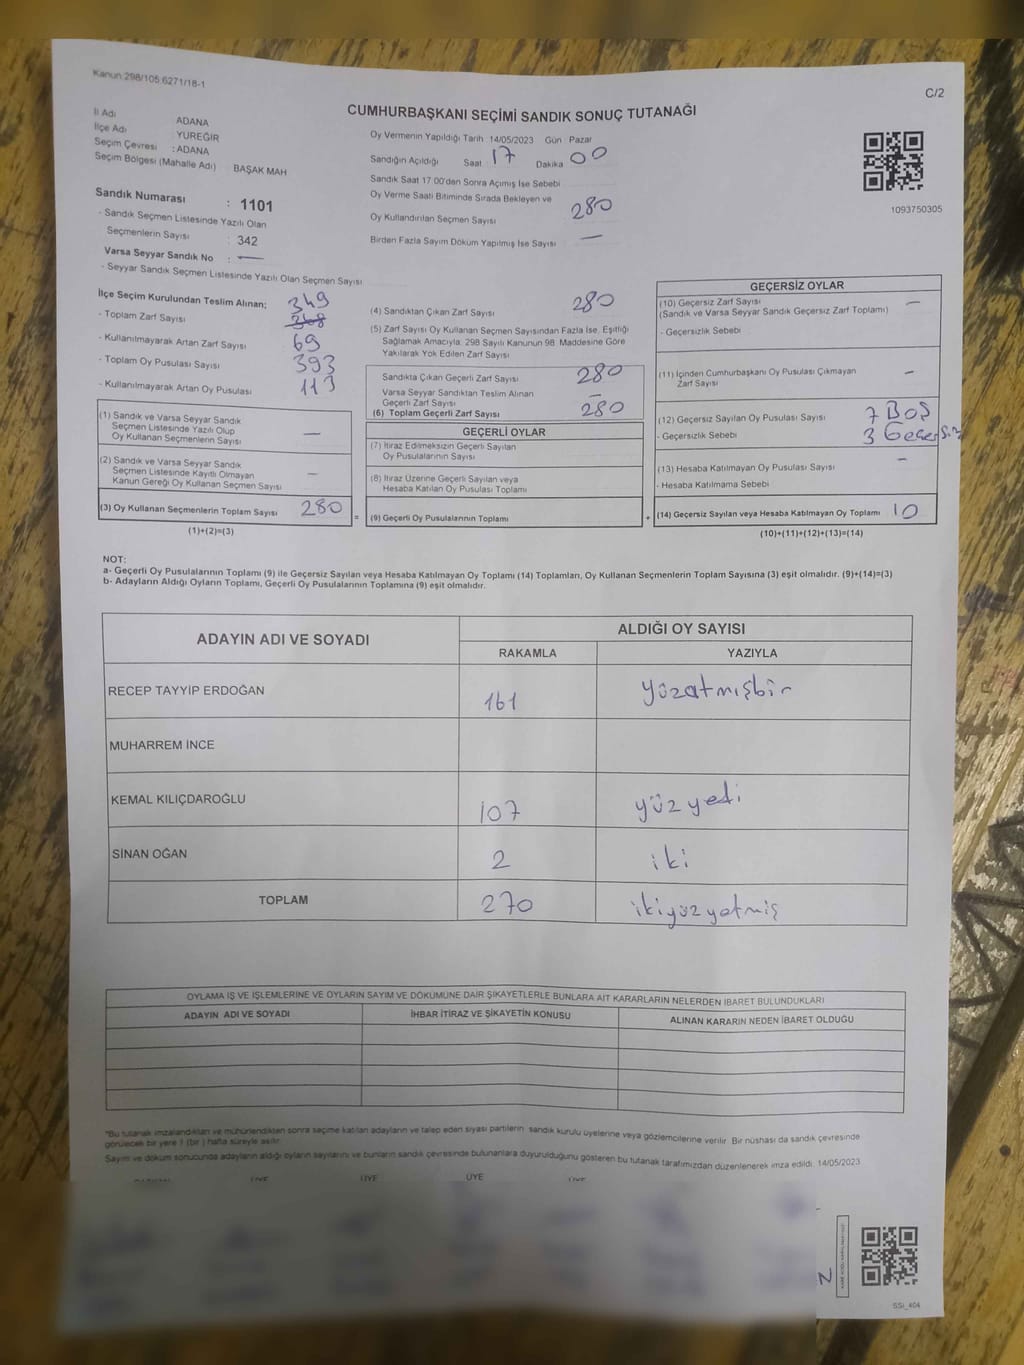 Kanun:298/105 6271/18-1
C/2
CUMHURBAŞKANI SEÇİMİ SANDIK SONUÇ TUTANAĞI
İl Adı ADANA
İlçe Adı YÜREĞİR
Seçim Çevresi : ADANA
Seçim Bölgesi (Mahalle Adı) BAŞAK MAH
Oy Vermenin Yapıldığı Tarih 14/05/2023 Gün Pazar
Sandığın Açıldığı Saat 17 Dakika 00
Sandık Saat 17 00'den Sonra Açılmış İse Sebebi
Oy Verme Saati Bitiminde Sırada Bekleyen ve
Oy Kullandırılan Seçmen Sayısı 280
Birden Fazla Sayım Döküm Yapılmış İse Sayısı —
1093750305
Sandık Numarası : 1101
- Sandık Seçmen Listesinde Yazılı Olan
Seçmenlerin Sayısı : 342
Varsa Seyyar Sandık No : —
- Seyyar Sandık Seçmen Listesinde Yazılı Olan Seçmen Sayısı
İlçe Seçim Kurulundan Teslim Alınan; 349
- Toplam Zarf Sayısı 348
- Kullanılmayarak Artan Zarf Sayısı 69
- Toplam Oy Pusulası Sayısı 393
- Kullanılmayarak Artan Oy Pusulası 113
(1) Sandık ve Varsa Seyyar Sandık
Seçmen Listesinde Yazılı Olup
Oy Kullanan Seçmenlerin Sayısı —
(2) Sandık ve Varsa Seyyar Sandık
Seçmen Listesinde Kayıtlı Olmayan
Kanun Gereği Oy Kullanan Seçmen Sayısı —
(3) Oy Kullanan Seçmenlerin Toplam Sayısı 280
(1)+(2)=(3)
(4) Sandıktan Çıkan Zarf Sayısı 280
(5) Zarf Sayısı Oy Kullanan Seçmen Sayısından Fazla İse, Eşitliği
Sağlamak Amacıyla, 298 Sayılı Kanunun 98. Maddesine Göre
Yakılarak Yok Edilen Zarf Sayısı
Sandıkta Çıkan Geçerli Zarf Sayısı 280
Varsa Seyyar Sandıktan Teslim Alınan
Geçerli Zarf Sayısı —
(6) Toplam Geçerli Zarf Sayısı 280
GEÇERLİ OYLAR
(7) İtiraz Edilmeksizin Geçerli Sayılan
Oy Pusulalarının Sayısı
(8) İtiraz Üzerine Geçerli Sayılan veya
Hesaba Katılan Oy Pusulası Toplamı
=
(9) Geçerli Oy Pusulalarının Toplamı
+
GEÇERSİZ OYLAR
(10) Geçersiz Zarf Sayısı —
(Sandık ve Varsa Seyyar Sandık Geçersiz Zarf Toplamı)
- Geçersizlik Sebebi
(11) İçinden Cumhurbaşkanı Oy Pusulası Çıkmayan —
Zarf Sayısı
(12) Geçersiz Sayılan Oy Pusulası Sayısı 7 Boş
- Geçersizlik Sebebi 3 Geçersiz
(13) Hesaba Katılmayan Oy Pusulası Sayısı —
- Hesaba Katılmama Sebebi
(14) Geçersiz Sayılan veya Hesaba Katılmayan Oy Toplamı 10
(10)+(11)+(12)+(13)=(14)
NOT:
a- Geçerli Oy Pusulalarının Toplamı (9) ile Geçersiz Sayılan veya Hesaba Katılmayan Oy Toplamı (14) Toplamları, Oy Kullanan Seçmenlerin Toplam Sayısına (3) eşit olmalıdır. (9)+(14)=(3)
b- Adayların Aldığı Oyların Toplamı, Geçerli Oy Pusulalarının Toplamına (9) eşit olmalıdır.
ADAYIN ADI VE SOYADI
ALDIĞI OY SAYISI
RAKAMLA YAZIYLA
RECEP TAYYİP ERDOĞAN 161 yüzatmışbir
MUHARREM İNCE
KEMAL KILIÇDAROĞLU 107 yüz yedi
SİNAN OĞAN 2 iki
TOPLAM 270 ikiyüz yetmiş
OYLAMA İŞ VE İŞLEMLERİNE VE OYLARIN SAYIM VE DÖKÜMÜNE DAİR ŞİKAYETLERLE BUNLARA AİT KARARLARIN NELERDEN İBARET BULUNDUKLARI
ADAYIN ADI VE SOYADI İHBAR İTİRAZ VE ŞİKAYETİN KONUSU ALINAN KARARIN NEDEN İBARET OLDUĞU
*Bu tutanak imzalandıktan ve mühürlendikten sonra seçime katılan adayların ve talep eden siyasi partilerin sandık kurulu üyelerine veya gözlemcilerine verilir. Bir nüshası da sandık çevresinde
görülecek bir yere 1 (bir ) hafta süreyle asılır.
Sayım ve döküm sonucunda adayların aldığı oyların sayılarını ve bunların sandık çevresinde bulunanlara duyurulduğunu gösteren bu tutanak tarafımızdan düzenlenerek imza edildi. 14/05/2023
ÜYE ÜYE ÜYE ÜYE
SSİ_404